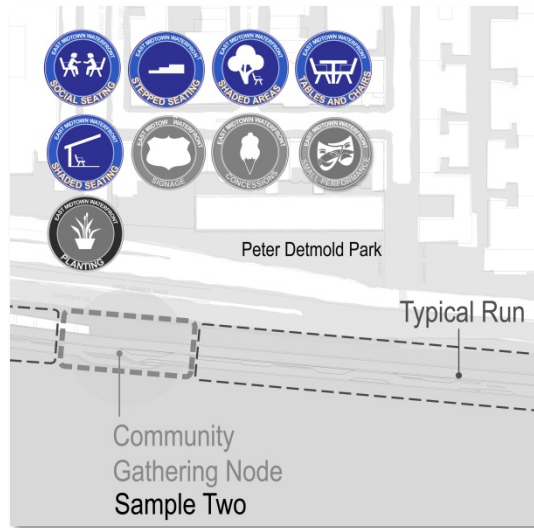 EAST MIDTOWN WATERFRONT
SOCIAL SEATING
EAST MIDTOWN WATERFRONT
STEPPED SEATING
EAST MIDTOWN WATERFRONT
SHADED AREAS
EAST MIDTOWN WATERFRONT
TABLES AND CHAIRS
EAST MIDTOWN WATERFRONT
SHADED SEATING
EAST MIDTOW WATERFRONT
SIGNAGE
EAST MIDTOWN WATERFRONT
CONCESSIONS
EAST MIDTOWN WATERFRONT
SMALL PERFORMANCE
EAST MIDTOWN WATERFRONT
PLANTING
Peter Detmold Park
Typical Run
Community
Gathering Node
Sample Two